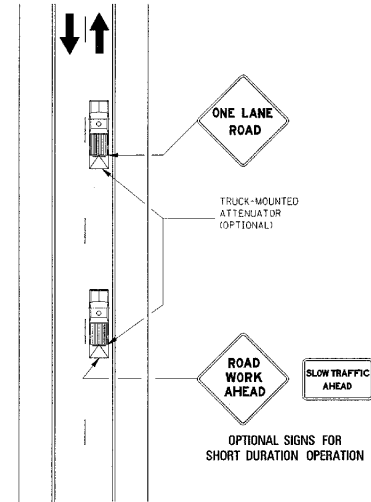 ONE LANE
ROAD
TRUCK-MOUNTED
ATTENUATOR
(OPTIONAL)
ROAD
WORK
AHEAD
SLOW TRAFFIC
AHEAD
OPTIONAL SIGNS FOR
SHORT DURATION OPERATION